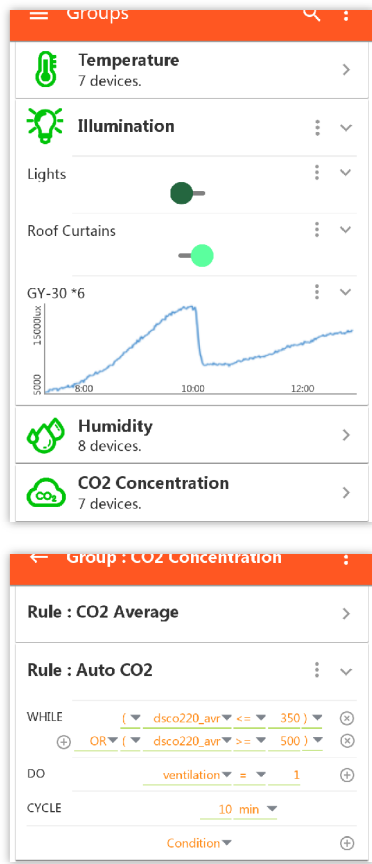 Groups
Temperature
7 devices.
Illumination
Lights
Roof Curtains
GY-30 *6
15000lux
5000
8:00 10:00 12:00
Humidity
8 devices.
CO2
CO2 Concentration
7 devices.
Group : CO2 Concentration
Rule : CO2 Average
Rule : Auto CO2
WHILE ( dsco220_avr <= 350 )
OR ( dsco220_avr >= 500 )
DO ventilation = 1
CYCLE 10 min
Condition